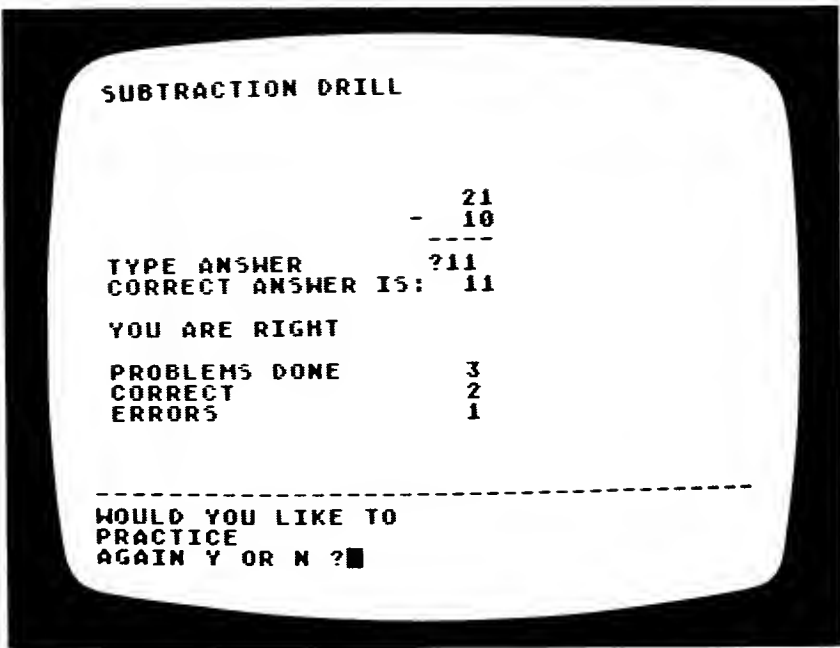 SUBTRACTION DRILL
21
- 10
----
TYPE ANSWER ?11
CORRECT ANSWER IS: 11
YOU ARE RIGHT
PROBLEMS DONE 3
CORRECT 2
ERRORS 1
------------------------------------
WOULD YOU LIKE TO
PRACTICE
AGAIN Y OR N ?